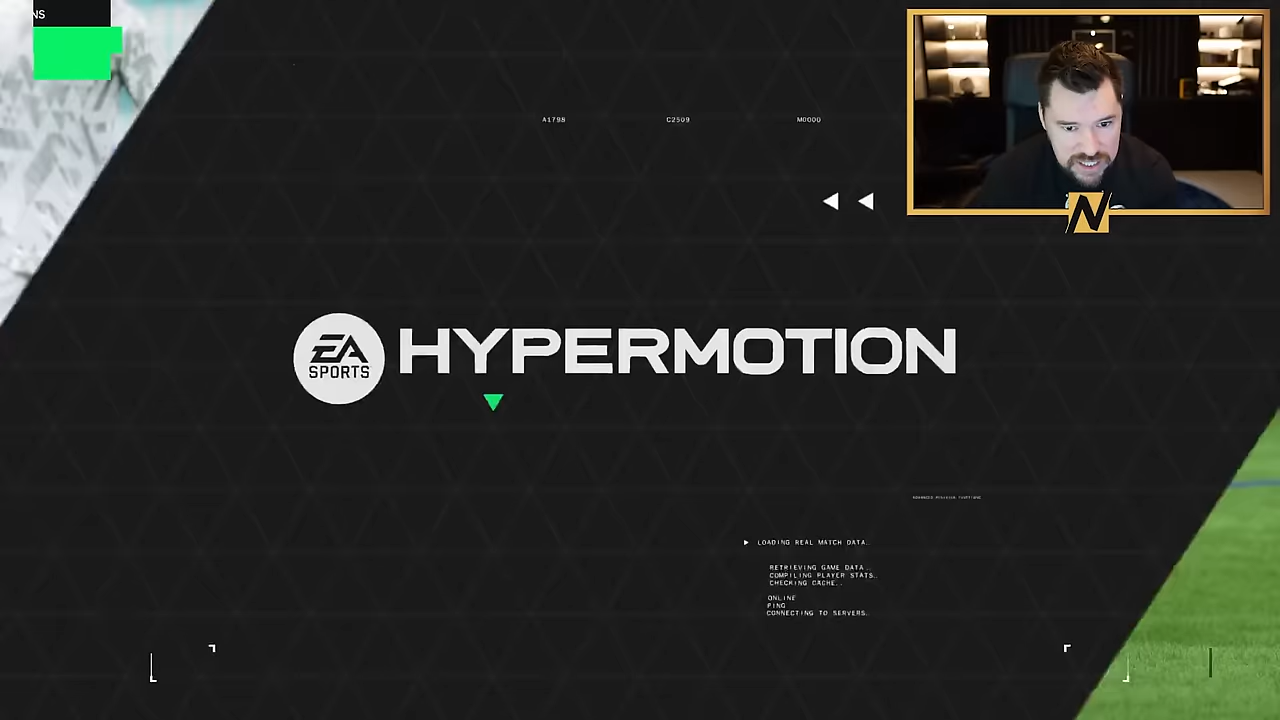 NS
A1798 C2509 M0000
EA SPORTS HYPERMOTION
LOADING REAL MATCH DATA..
RETRIEVING GAME DATA..
COMPILING PLAYER STATS..
CHECKING CACHE..
ONLINE
PING
CONNECTING TO SERVERS.